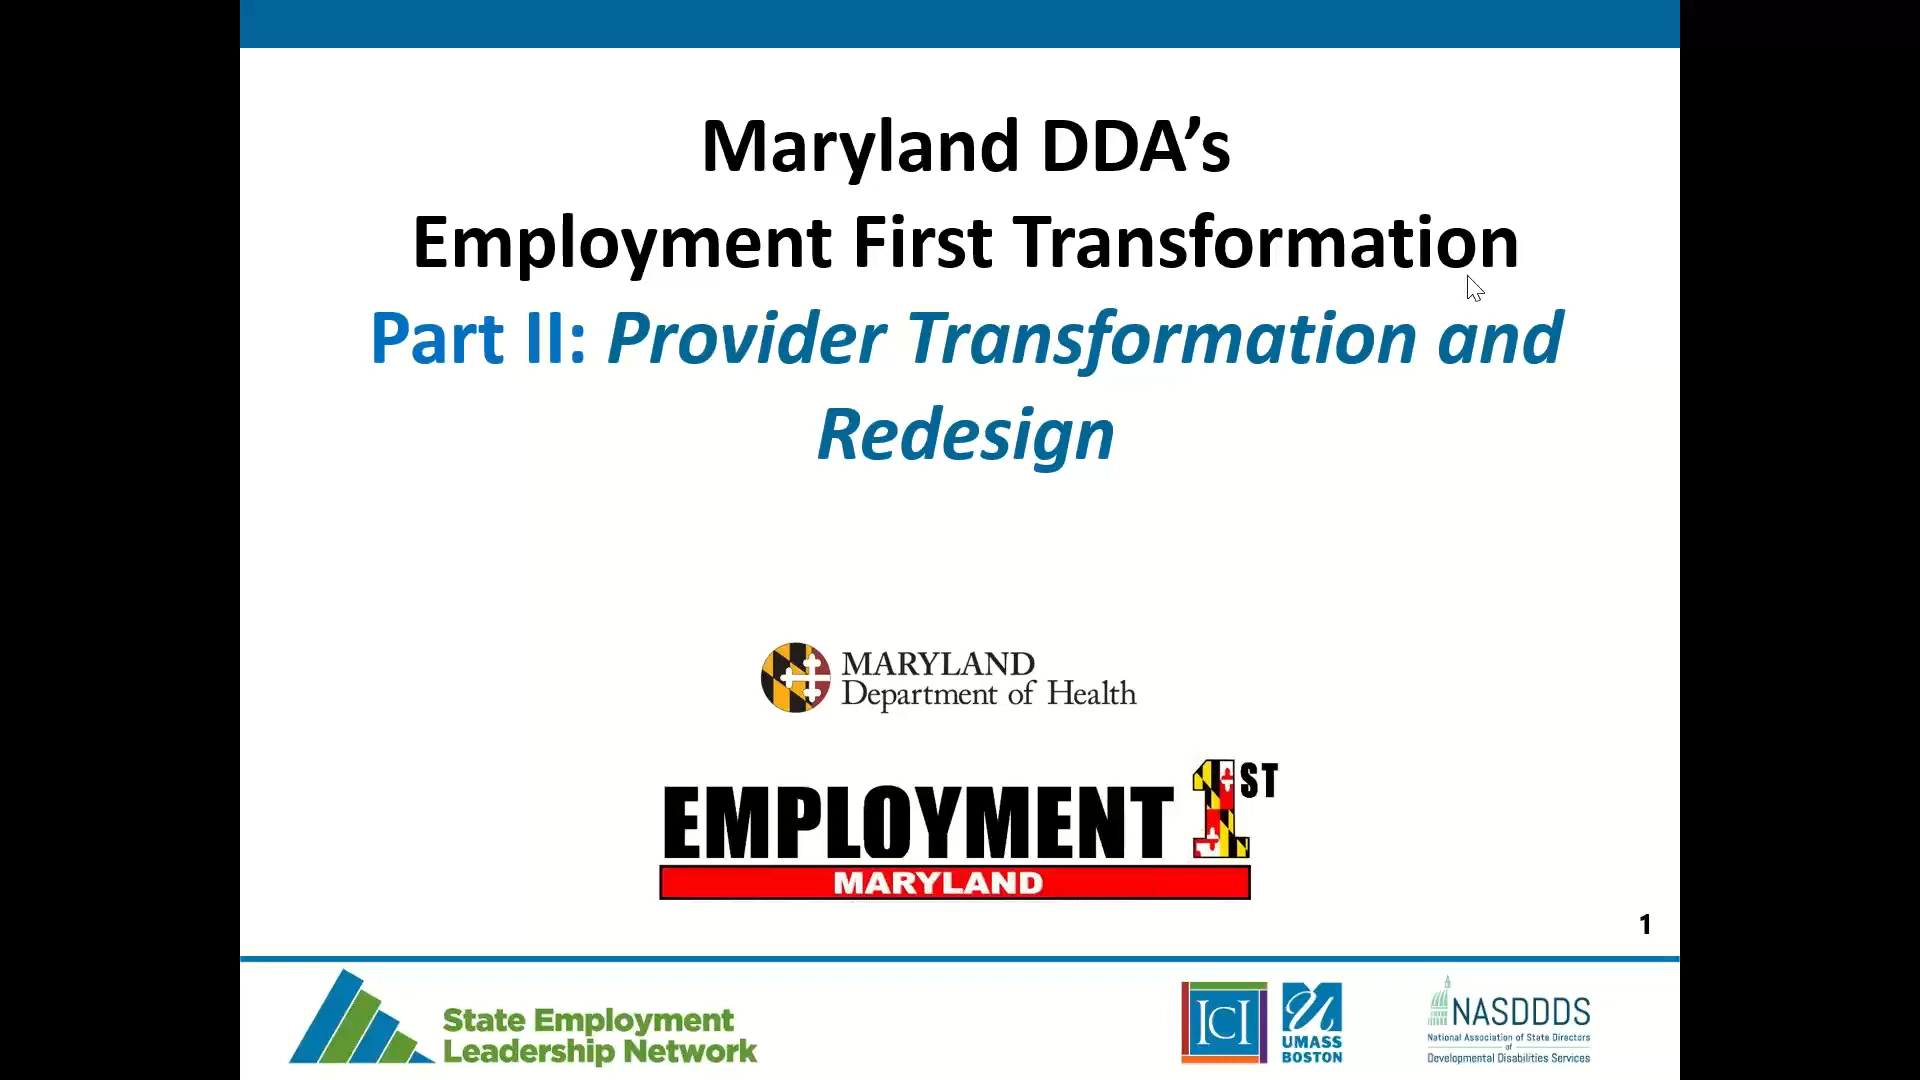 Maryland DDA’s
Employment First Transformation
Part II: Provider Transformation and
Redesign
MARYLAND
Department of Health
EMPLOYMENT 1ST
MARYLAND
1
State Employment
Leadership Network
ICI
UMASS
BOSTON
NASDDDS
National Association of State Directors
of
Developmental Disabilities Services